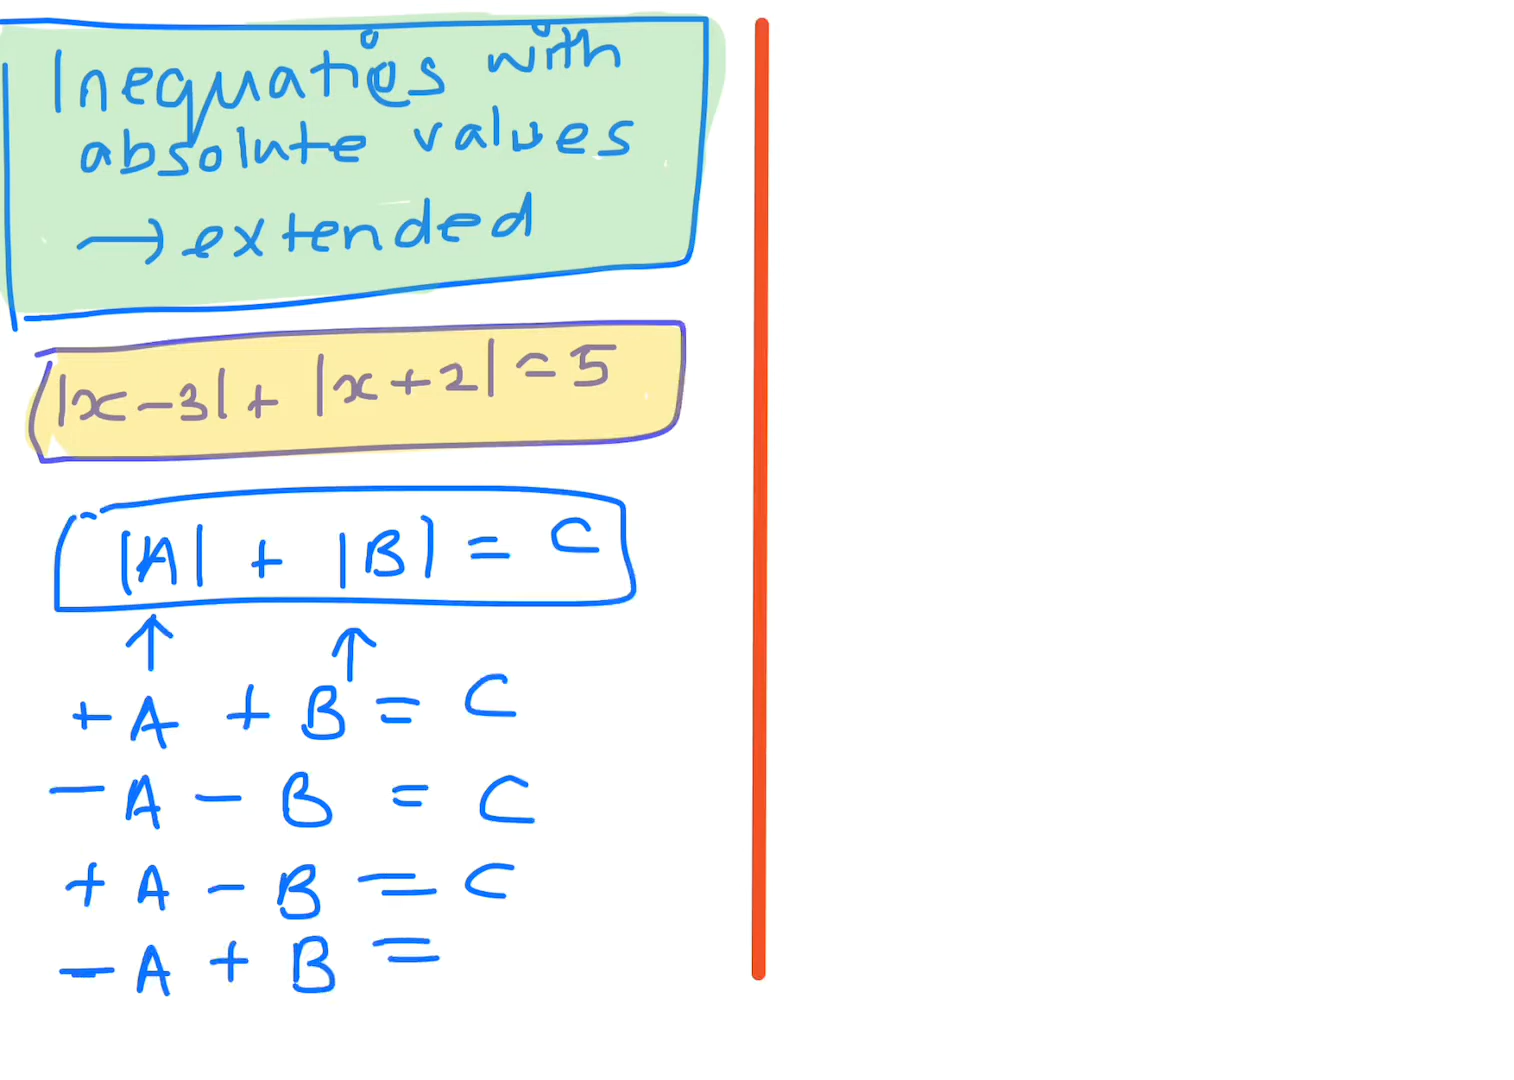 Inequaties with
absolute values
→ extended
|x-3| + |x+2| = 5
|A| + |B| = C
↑ ↑
+A + B = C
-A - B = C
+A - B = C
-A + B =